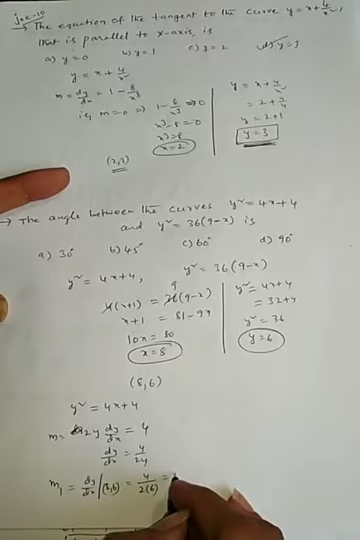 Jee-10
→ The equation of the tangent to the curve y = x + 4/x²,
that is parallel to x-axis, is
a) y = 0 b) y = 1 c) y = 2 d) y = 3
y = x + 4/x²
m = dy/dx = 1 - 8/x³
m = 0 ⇒ 1 - 8/x³ = 0
x³ - 8 = 0
x³ = 8
x = 2
(2,3)
y = x + 4/x²
= 2 + 4/4
y = 2 + 1
y = 3
→ The angle between the curves y² = 4x + 4
and y² = 36(9 - x) is
a) 30° b) 45° c) 60° d) 90°
y² = 4x + 4, y² = 36(9 - x)
9
4(x+1) = 36(9 - x)
x + 1 = 81 - 9x
10x = 80
x = 8
y² = 4x + 4
= 32 + 4
y² = 36
y = 6
(8,6)
y² = 4x + 4
m = 2y dy/dx = 4
dy/dx = 4/2y
m₁ = dy/dx | (8,6) = 4/2(6) =